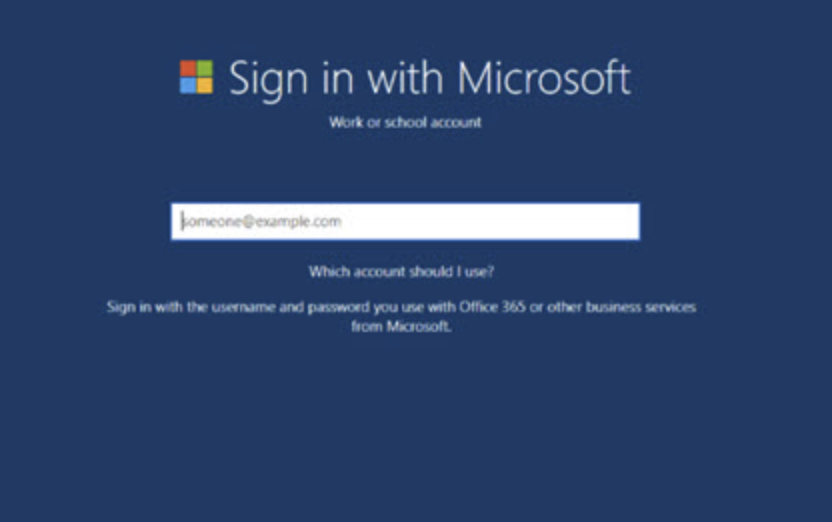 Sign in with Microsoft
Work or school account
someone@example.com
Which account should I use?
Sign in with the username and password you use with Office 365 or other business services
from Microsoft.